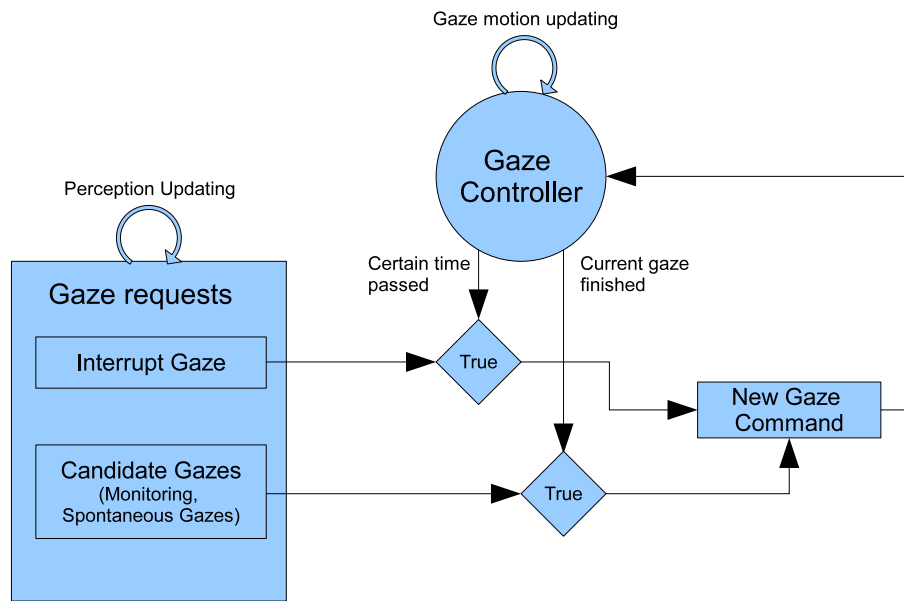 Gaze motion updating
Gaze
Controller
Perception Updating
Certain time
passed
Current gaze
finished
Gaze requests
Interrupt Gaze
True
New Gaze
Command
Candidate Gazes
(Monitoring,
Spontaneous Gazes)
True